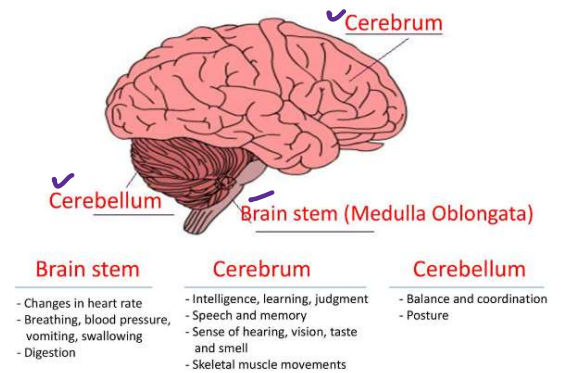 Cerebrum
Cerebellum
Brain stem (Medulla Oblongata)
Brain stem
- Changes in heart rate
- Breathing, blood pressure,
vomiting, swallowing
- Digestion
Cerebrum
- Intelligence, learning, judgment
- Speech and memory
- Sense of hearing, vision, taste
and smell
- Skeletal muscle movements
Cerebellum
- Balance and coordination
- Posture